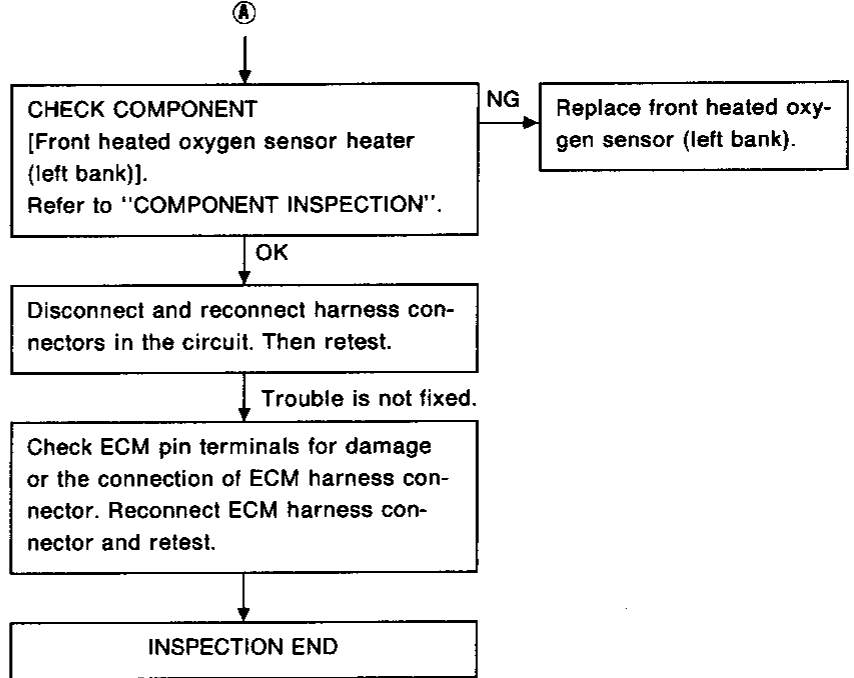 Ⓐ
CHECK COMPONENT
[Front heated oxygen sensor heater
(left bank)].
Refer to "COMPONENT INSPECTION".
NG
Replace front heated oxy-
gen sensor (left bank).
OK
Disconnect and reconnect harness con-
nectors in the circuit. Then retest.
Trouble is not fixed.
Check ECM pin terminals for damage
or the connection of ECM harness con-
nector. Reconnect ECM harness con-
nector and retest.
INSPECTION END